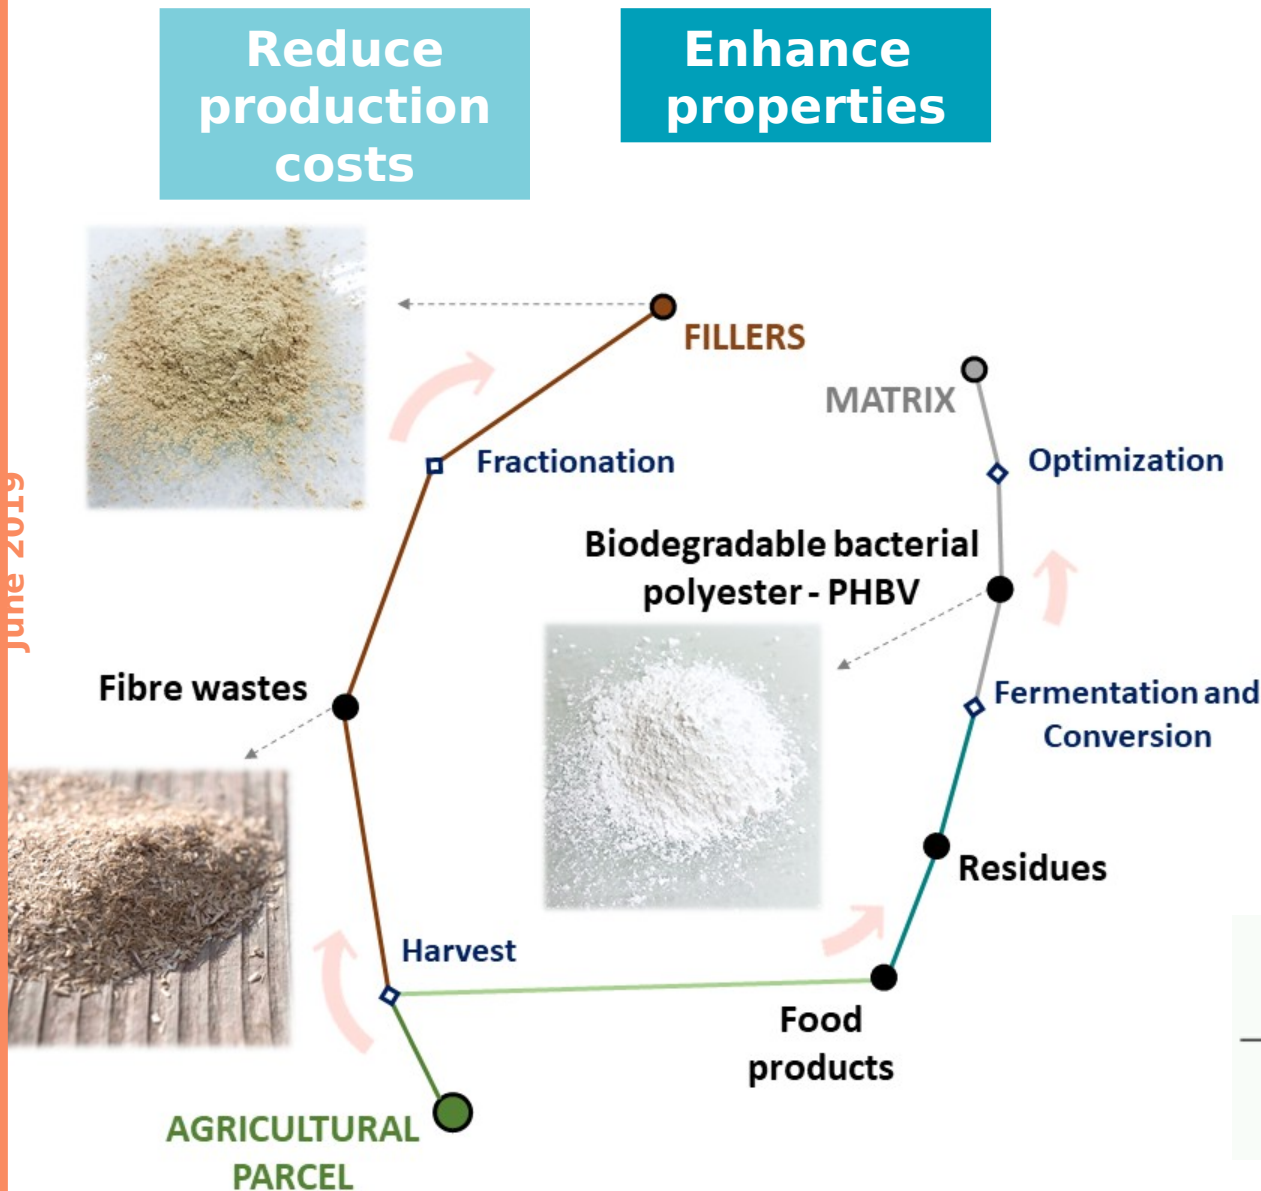 Reduce
production
costs
Enhance
properties
FILLERS
MATRIX
Fractionation
Optimization
Biodegradable bacterial
polyester - PHBV
Fibre wastes
Fermentation and
Conversion
Residues
Harvest
Food
products
AGRICULTURAL
PARCEL
June 2019